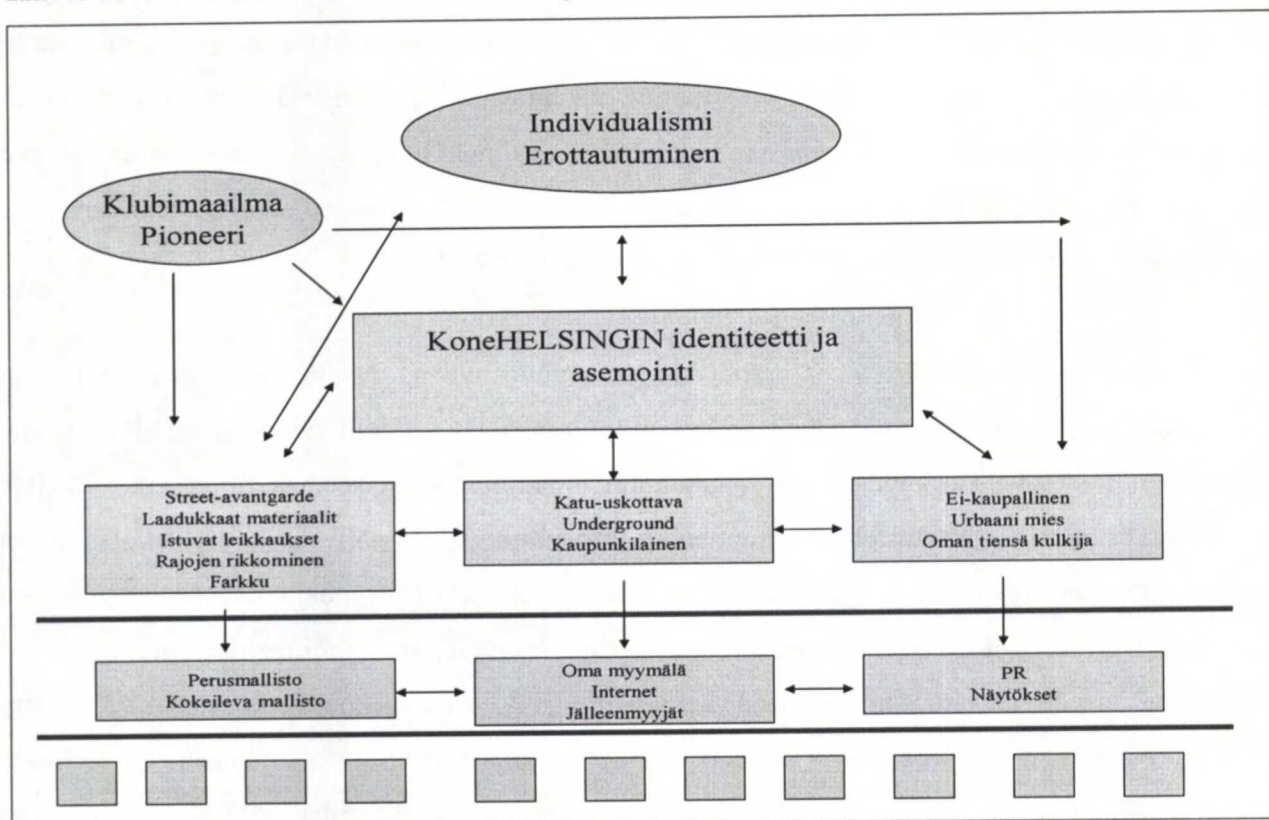 Individualismi
Erottautuminen
Klubimaailma
Pioneeri
KoneHELSINGIN identiteetti ja
asemointi
Street-avantgarde
Laadukkaat materiaalit
Istuvat leikkaukset
Rajojen rikkominen
Farkku
Katu-uskottava
Underground
Kaupunkilainen
Ei-kaupallinen
Urbaani mies
Oman tiensä kulkija
Perusmallisto
Kokeileva mallisto
Oma myymälä
Internet
Jälleenmyyjät
PR
Näytökset